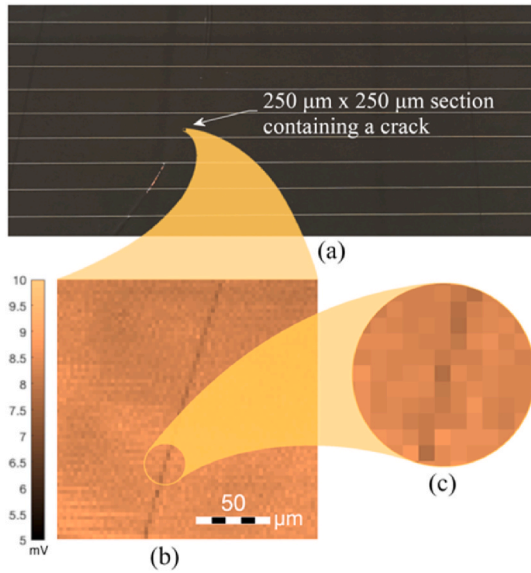 250 μm x 250 μm section
containing a crack
(a)
10
9.5
9
8.5
8
7.5
7
6.5
6
5.5
5
mV
50
μm
(b)
(c)